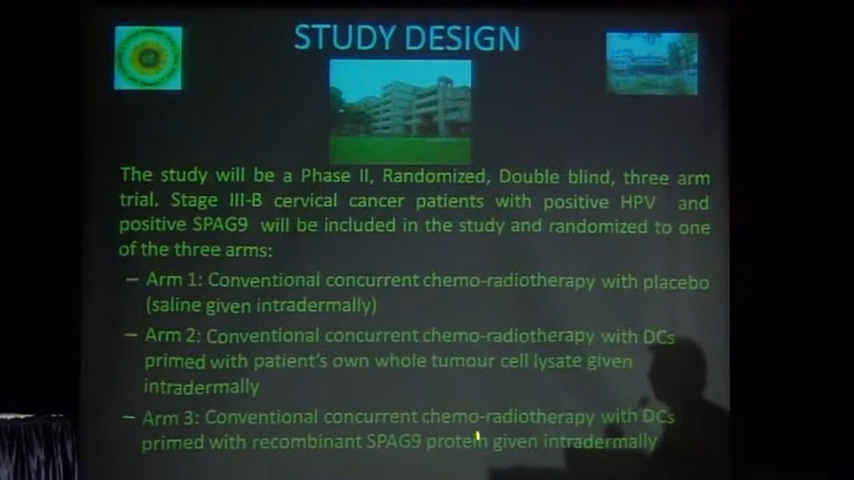 STUDY DESIGN
The study will be a Phase II, Randomized, Double blind, three arm
trial. Stage III-B cervical cancer patients with positive HPV and
positive SPAG9 will be included in the study and randomized to one
of the three arms:
– Arm 1: Conventional concurrent chemo-radiotherapy with placebo
(saline given intradermally)
– Arm 2: Conventional concurrent chemo-radiotherapy with DCs
primed with patient's own whole tumour cell lysate given
intradermally
– Arm 3: Conventional concurrent chemo-radiotherapy with DCs
primed with recombinant SPAG9 protein given intradermally